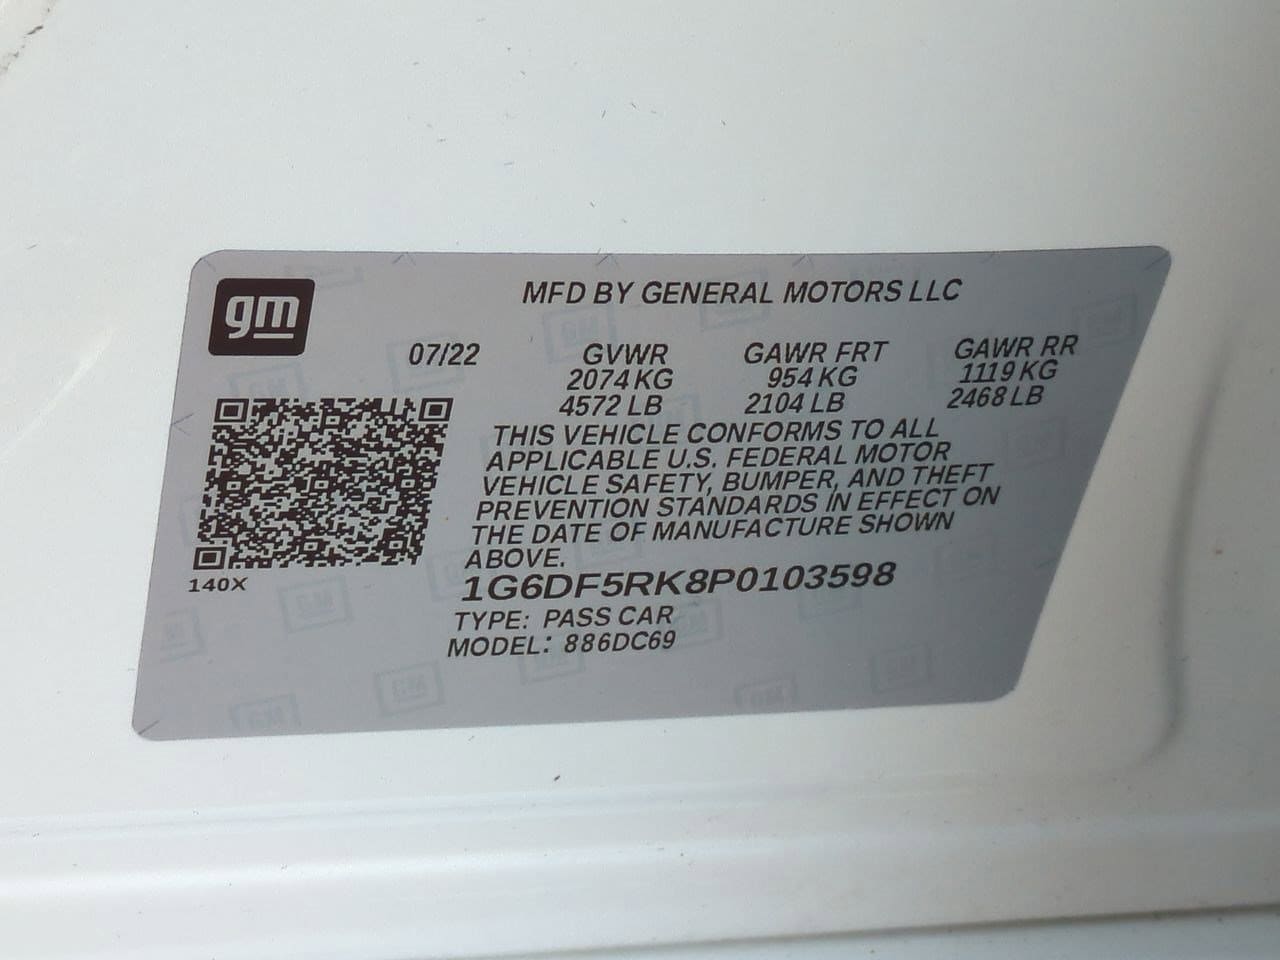 gm
MFD BY GENERAL MOTORS LLC
07/22 GVWR GAWR FRT GAWR RR
2074 KG 954 KG 1119 KG
4572 LB 2104 LB 2468 LB
THIS VEHICLE CONFORMS TO ALL
APPLICABLE U.S. FEDERAL MOTOR
VEHICLE SAFETY, BUMPER, AND THEFT
PREVENTION STANDARDS IN EFFECT ON
THE DATE OF MANUFACTURE SHOWN
ABOVE.
140X
1G6DF5RK8P0103598
TYPE: PASS CAR
MODEL: 886DC69